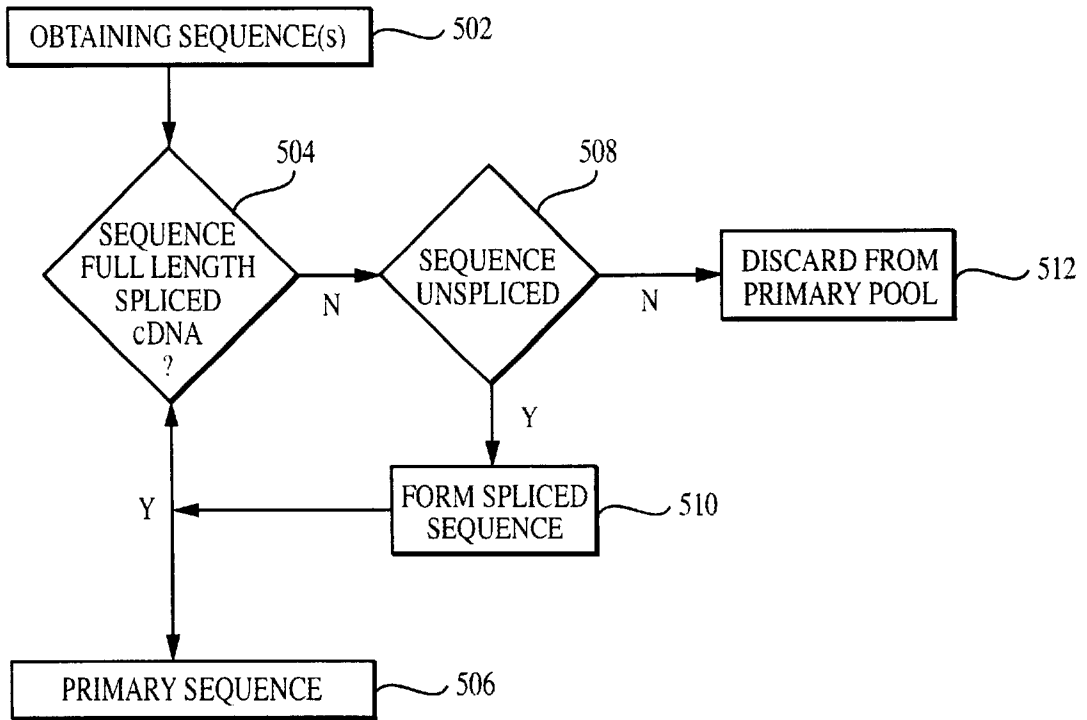 OBTAINING SEQUENCE(s)
502
504
SEQUENCE
FULL LENGTH
SPLICED
cDNA
?
N
508
SEQUENCE
UNSPLICED
N
DISCARD FROM
PRIMARY POOL
512
Y
FORM SPLICED
SEQUENCE
510
Y
PRIMARY SEQUENCE
506